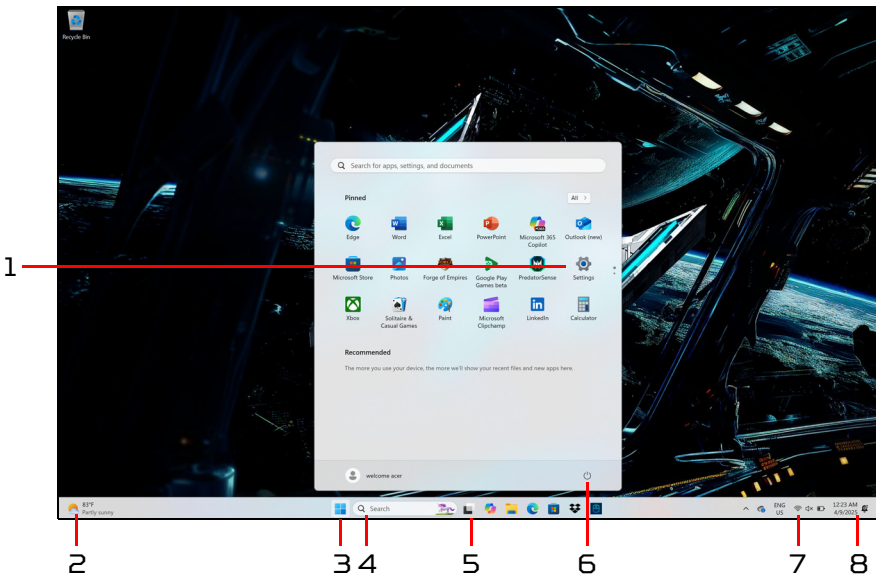 Recycle Bin
Search for apps, settings, and documents
Pinned
All >
Edge
Word
Excel
PowerPoint
Microsoft 365 Copilot
Outlook (new)
1
Microsoft Store
Photos
Forge of Empires
Google Play Games beta
PredatorSense
Settings
Xbox
Solitaire & Casual Games
Paint
Microsoft Clipchamp
LinkedIn
Calculator
Recommended
The more you use your device, the more we'll show your recent files and new apps here.
welcome acer
83°F
Partly sunny
Search
ENG
US
12:23 AM
4/9/2025
2 3 4 5 6 7 8